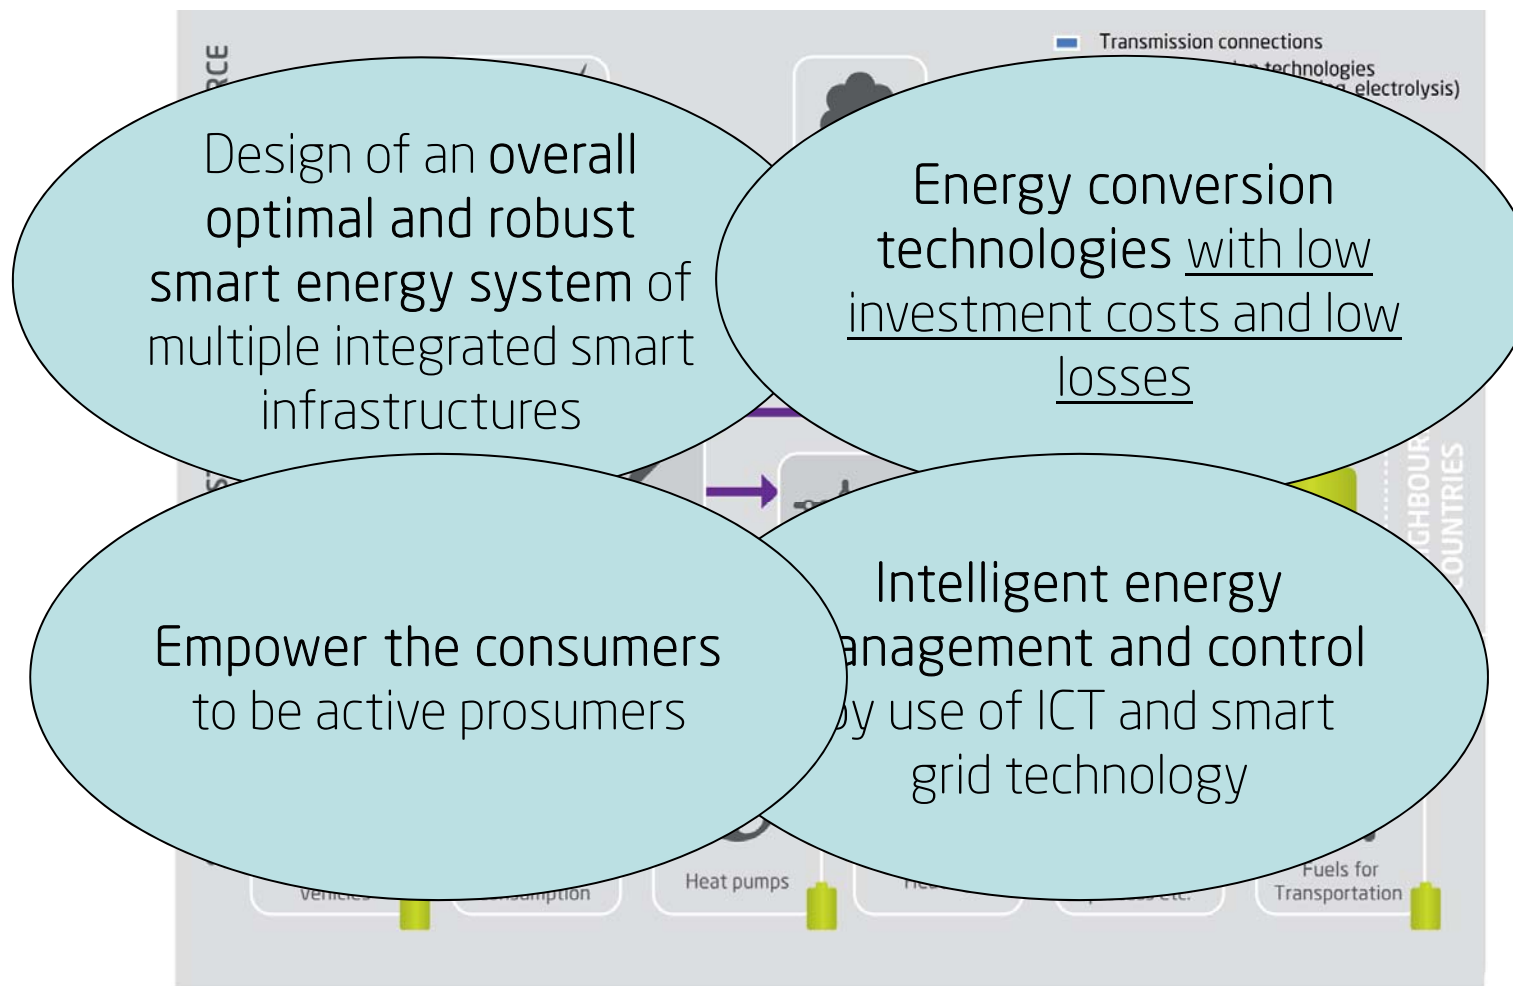 Transmission connections
technologies
electrolysis)
Design of an overall
optimal and robust
smart energy system of
multiple integrated smart
infrastructures
Energy conversion
technologies with low
investment costs and low
losses
Empower the consumers
to be active prosumers
Intelligent energy
anagement and control
by use of ICT and smart
grid technology
COUNTRIES
Heat pumps
Fuels for
Transportation